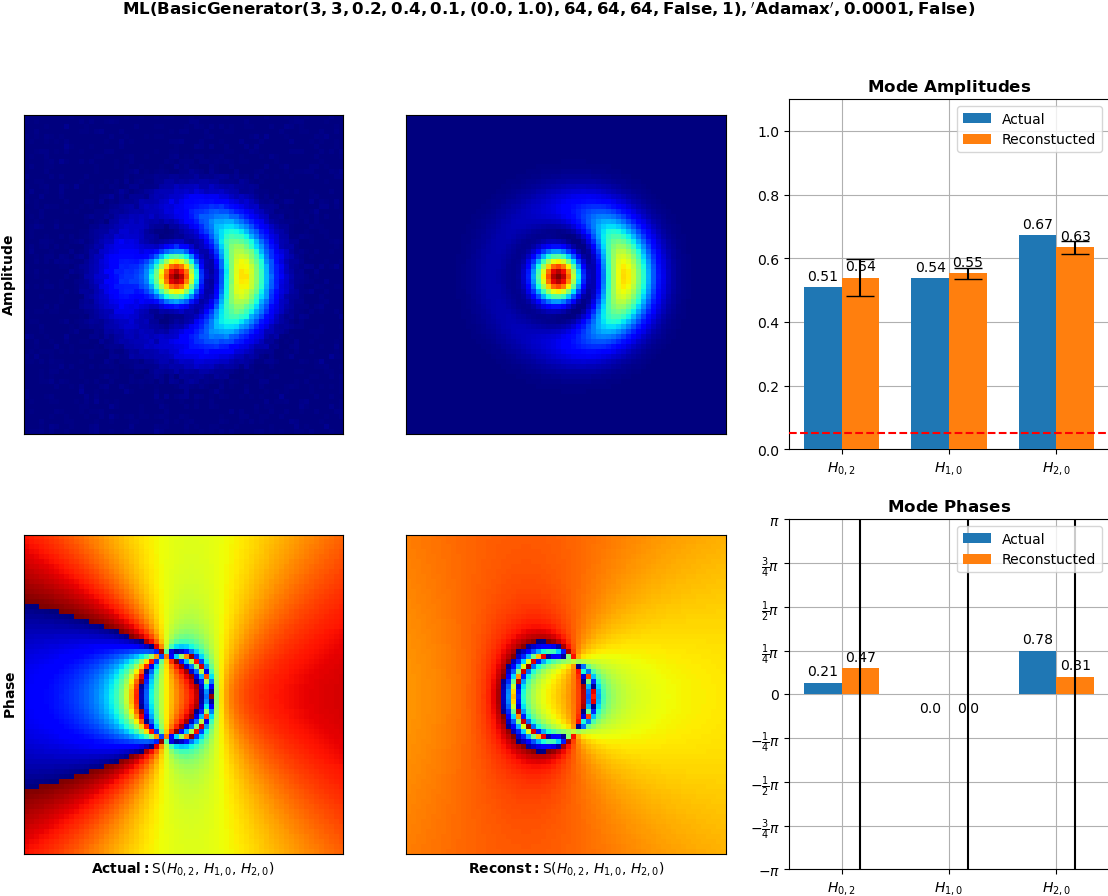 ML(BasicGenerator(3, 3, 0.2, 0.4, 0.1, (0.0, 1.0), 64, 64, 64, False, 1), 'Adamax', 0.0001, False)
Amplitude
Mode Amplitudes
Actual
Reconstucted
1.0
0.8
0.6
0.4
0.2
0.0
0.51
0.54
0.54
0.55
0.67
0.63
H0,2
H1,0
H2,0
Phase
Actual: S(H0,2, H1,0, H2,0)
Reconst: S(H0,2, H1,0, H2,0)
Mode Phases
Actual
Reconstucted
π
3/4π
1/2π
1/4π
0
−1/4π
−1/2π
−3/4π
−π
0.21
0.47
0.0
0.0
0.78
0.31
H0,2
H1,0
H2,0